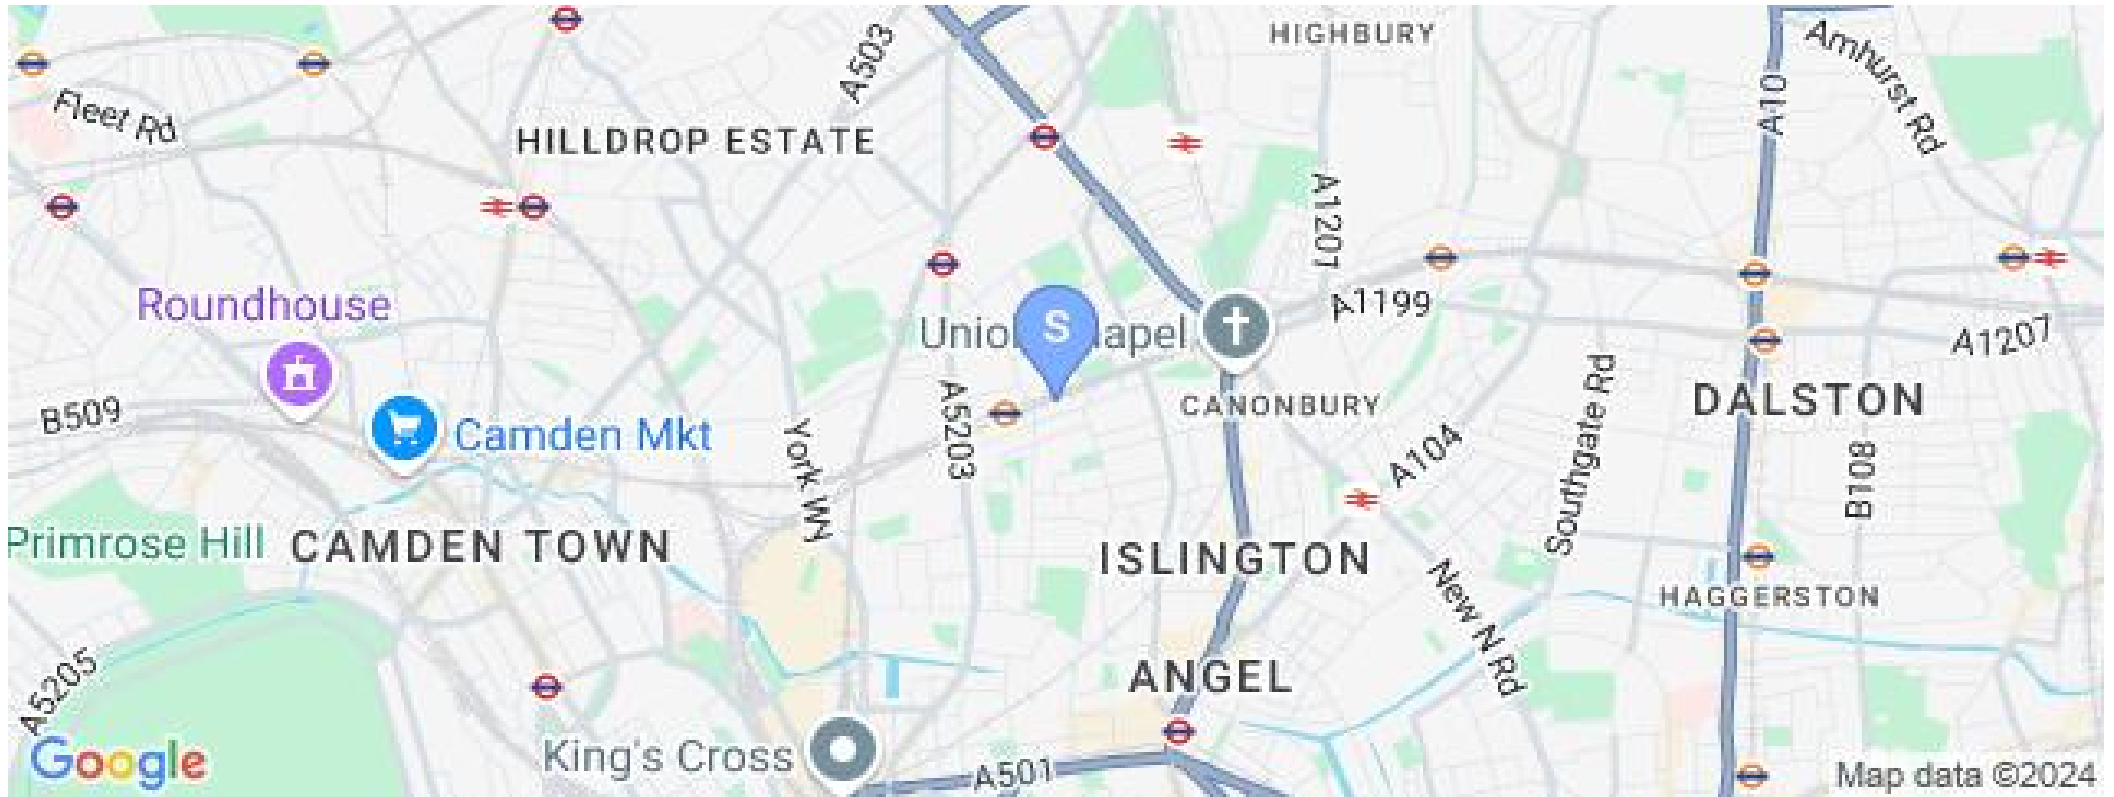 HIGHBURY
Amhurst Rd
A503
A10
Fleet Rd
HILLDROP ESTATE
A1201
Roundhouse
A1199
S
A1207
B509
Camden Mkt
A5203
CANONBURY
DALSTON
York Wy
A104
Southgate Rd
B108
Primrose Hill
CAMDEN TOWN
ISLINGTON
New N Rd
HAGGERSTON
A5205
ANGEL
King's Cross
A501
Google
Map data ©2024